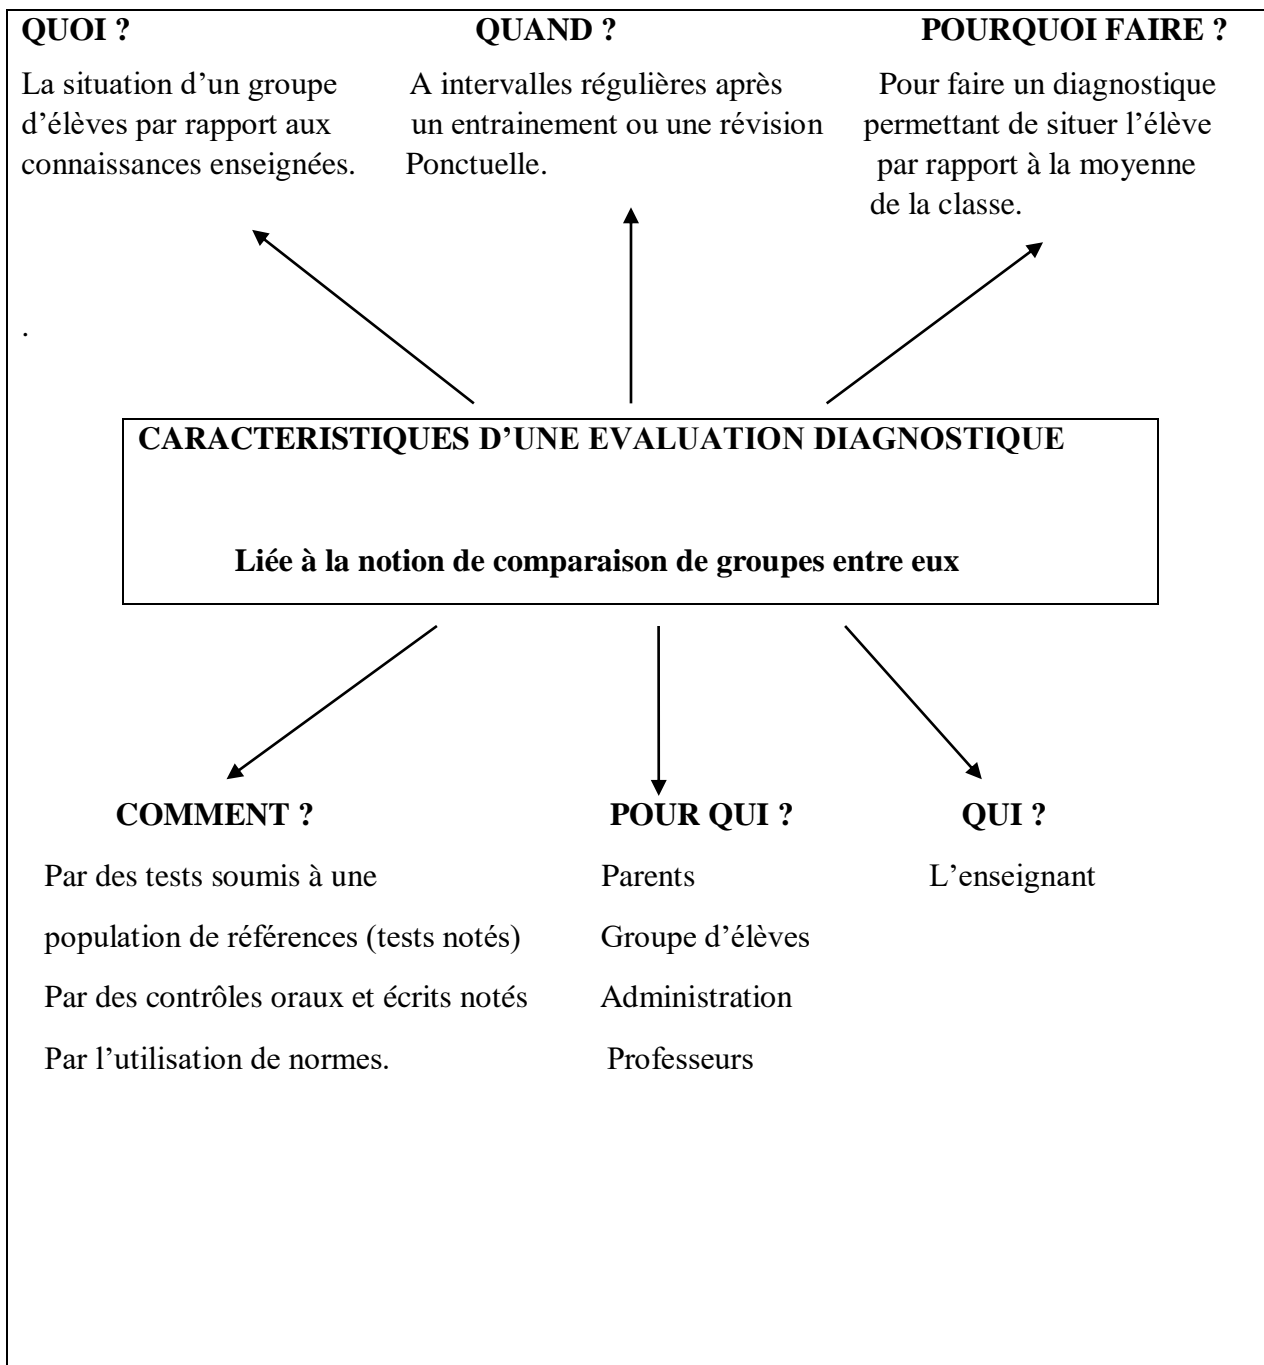 QUOI ?
La situation d’un groupe
d’élèves par rapport aux
connaissances enseignées.
QUAND ?
A intervalles régulières après
un entrainement ou une révision
Ponctuelle.
POURQUOI FAIRE ?
Pour faire un diagnostique
permettant de situer l’élève
par rapport à la moyenne
de la classe.
.
CARACTERISTIQUES D’UNE EVALUATION DIAGNOSTIQUE
Liée à la notion de comparaison de groupes entre eux
COMMENT ?
Par des tests soumis à une
population de références (tests notés)
Par des contrôles oraux et écrits notés
Par l’utilisation de normes.
POUR QUI ?
Parents
Groupe d’élèves
Administration
Professeurs
QUI ?
L’enseignant